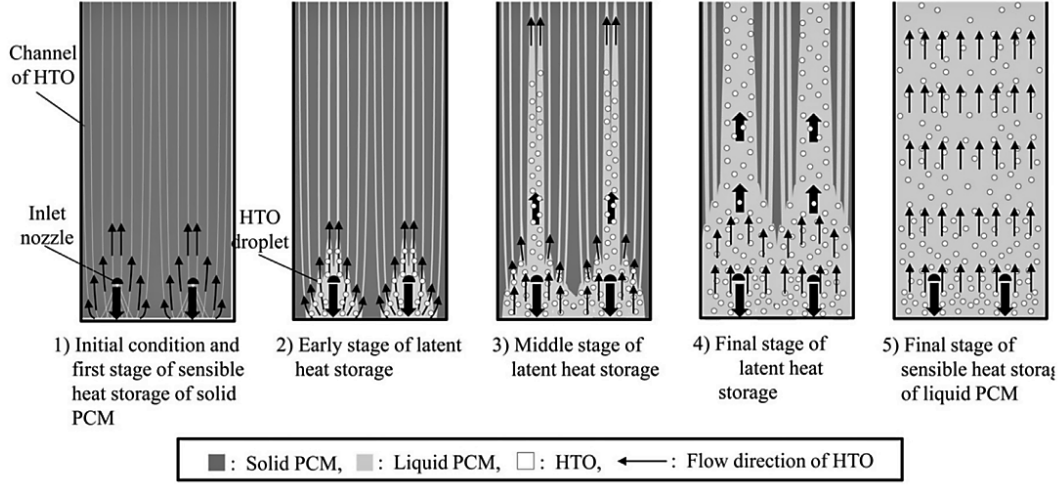 Channel
of HTO
Inlet
nozzle
HTO
droplet
1) Initial condition and
first stage of sensible
heat storage of solid
PCM
2) Early stage of latent
heat storage
3) Middle stage of
latent heat storage
4) Final stage of
latent heat
storage
5) Final stage of
sensible heat storag
of liquid PCM
: Solid PCM, : Liquid PCM, : HTO, : Flow direction of HTO